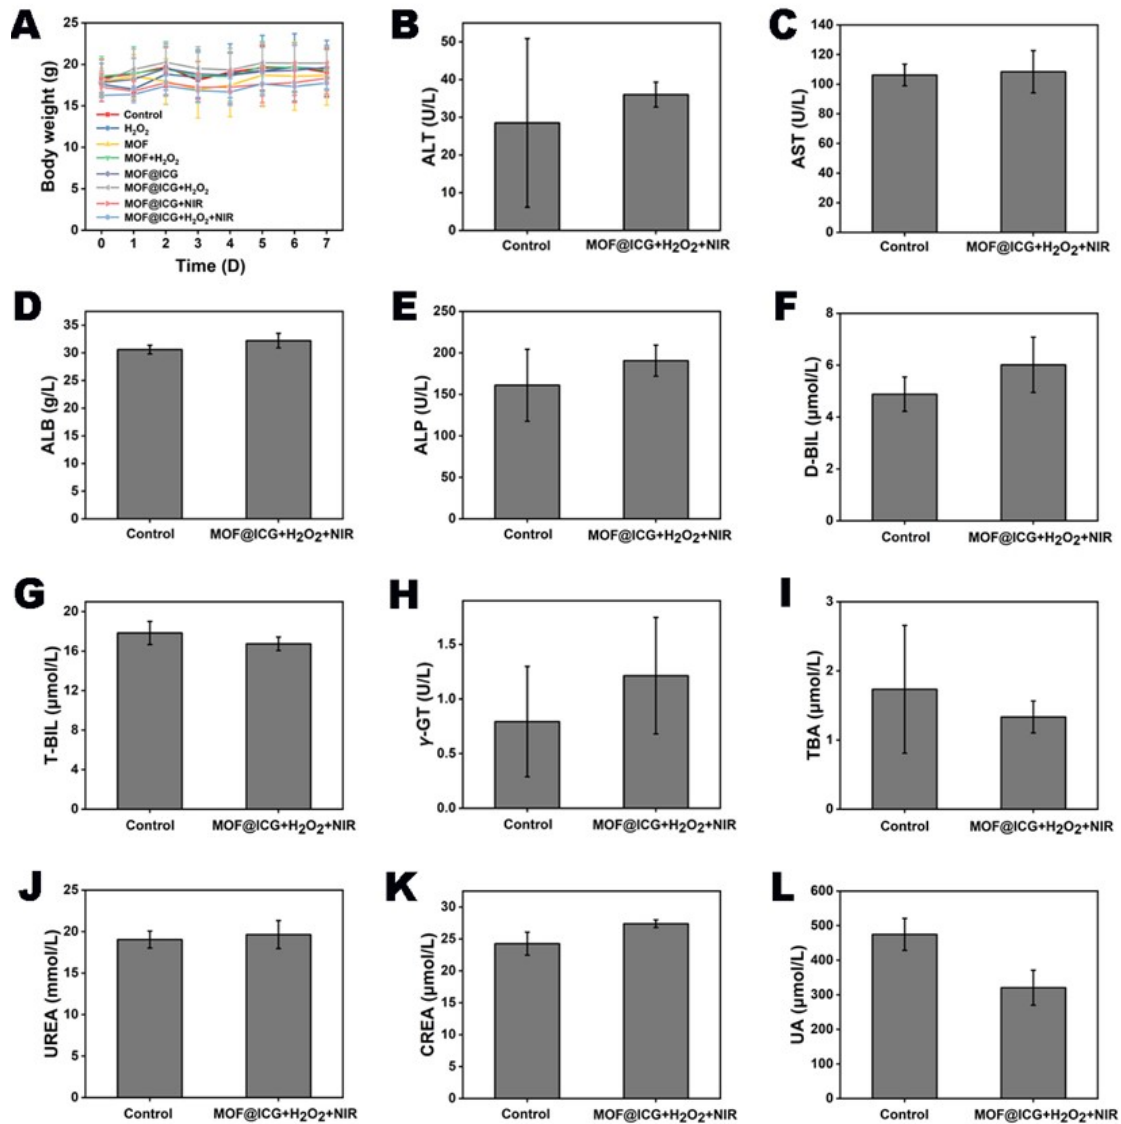 A
Body weight (g)
25
20
15
10
5
0
Control
H₂O₂
MOF
MOF+H₂O₂
MOF@ICG
MOF@ICG+H₂O₂
MOF@ICG+NIR
MOF@ICG+H₂O₂+NIR
0 1 2 3 4 5 6 7
Time (D)
B
ALT (U/L)
50
40
30
20
10
0
Control MOF@ICG+H₂O₂+NIR
C
AST (U/L)
140
120
100
80
60
40
20
0
Control MOF@ICG+H₂O₂+NIR
D
ALB (g/L)
35
30
25
20
15
10
5
0
Control MOF@ICG+H₂O₂+NIR
E
ALP (U/L)
250
200
150
100
50
0
Control MOF@ICG+H₂O₂+NIR
F
D-BIL (μmol/L)
8
6
4
2
0
Control MOF@ICG+H₂O₂+NIR
G
T-BIL (μmol/L)
20
16
12
8
4
0
Control MOF@ICG+H₂O₂+NIR
H
γ-GT (U/L)
1.5
1.0
0.5
0.0
Control MOF@ICG+H₂O₂+NIR
I
TBA (μmol/L)
3
2
1
0
Control MOF@ICG+H₂O₂+NIR
J
UREA (mmol/L)
25
20
15
10
5
0
Control MOF@ICG+H₂O₂+NIR
K
CREA (μmol/L)
30
25
20
15
10
5
0
Control MOF@ICG+H₂O₂+NIR
L
UA (μmol/L)
600
500
400
300
200
100
0
Control MOF@ICG+H₂O₂+NIR